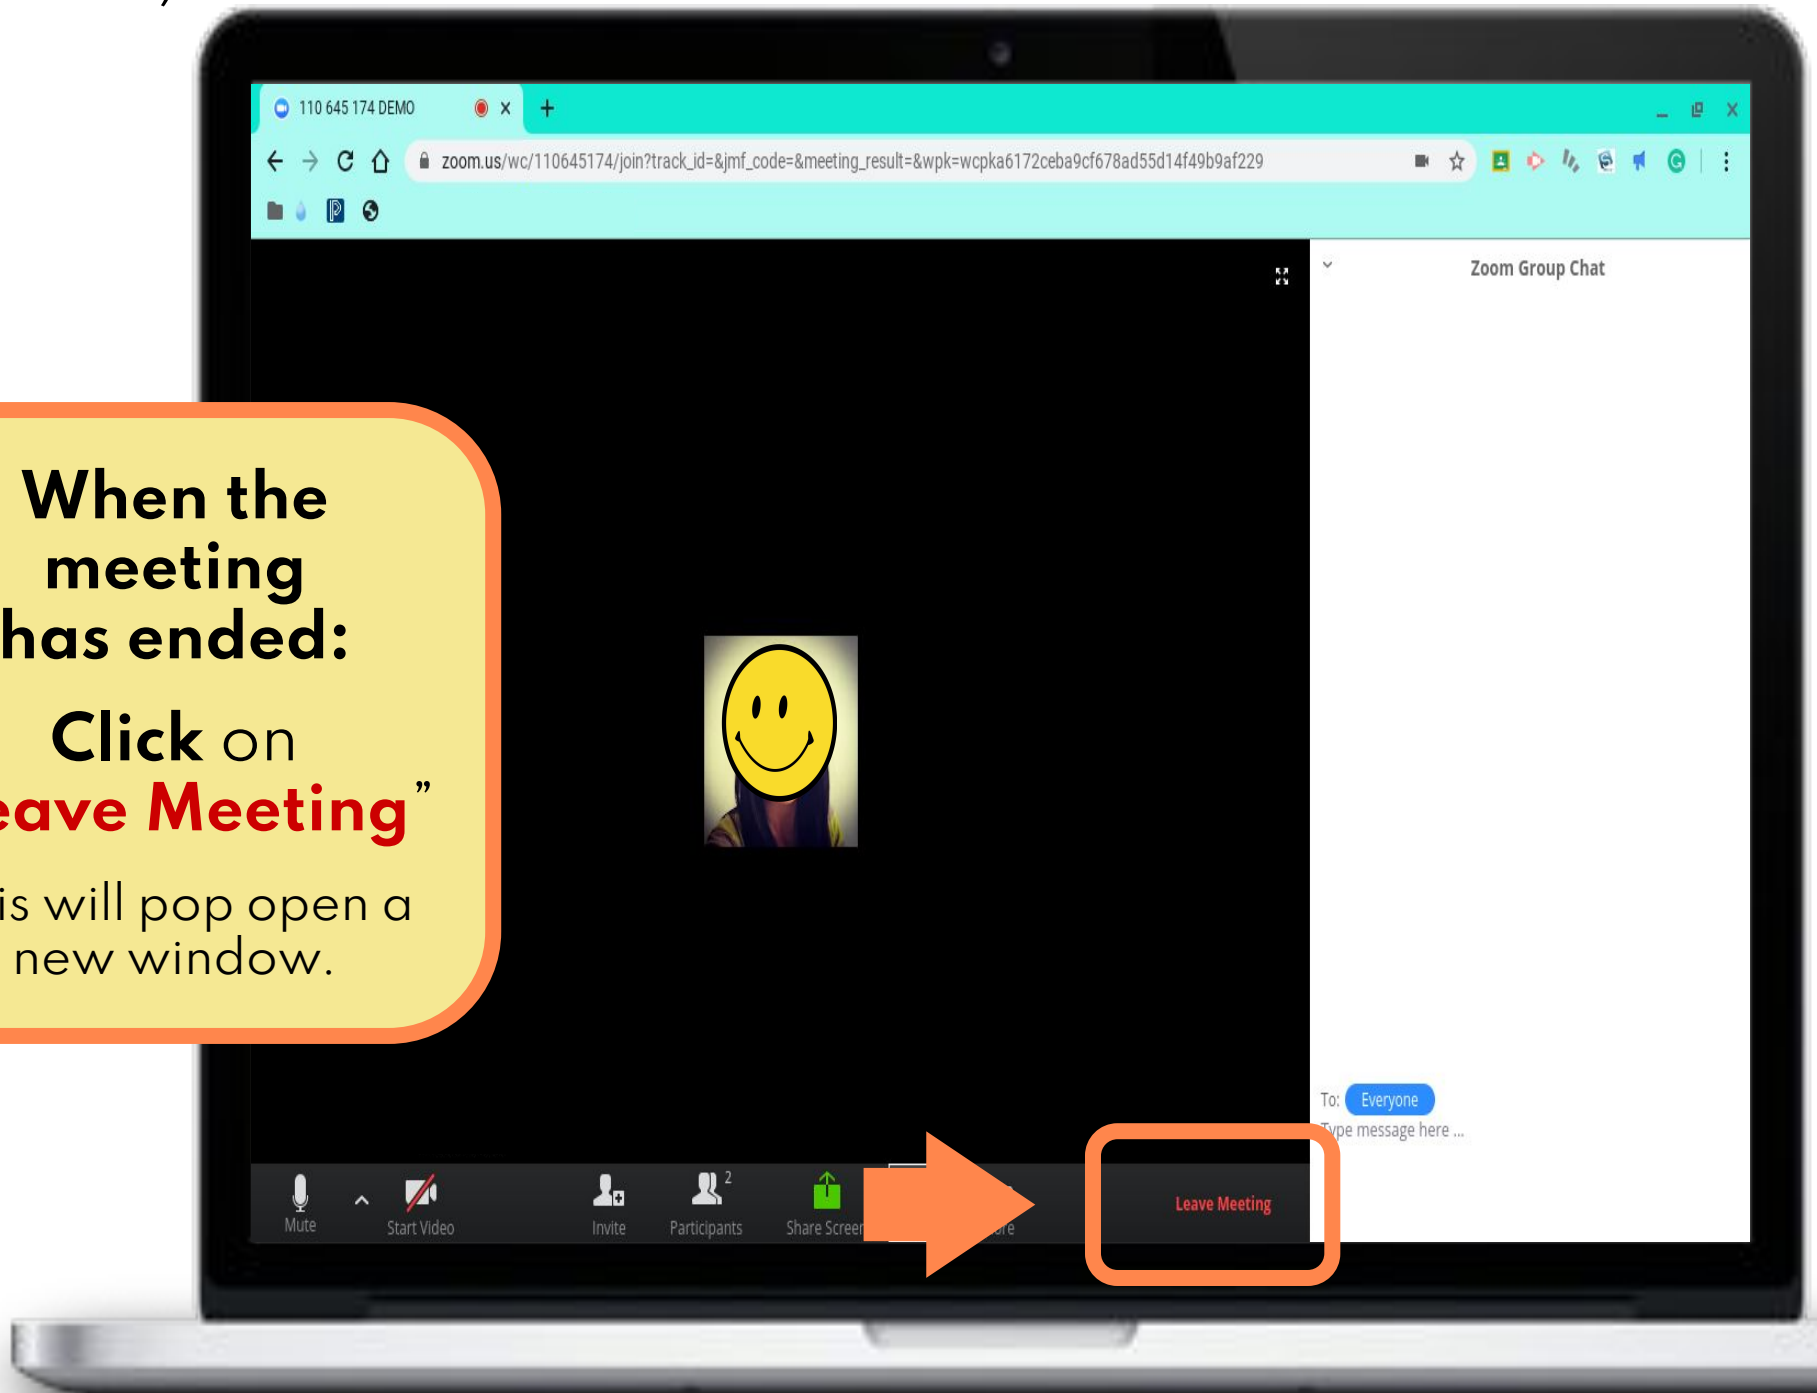 110 645 174 DEMO
zoom.us/wc/110645174/join?track_id=&jmf_code=&meeting_result=&wpk=wcpka6172ceba9cf678ad55d14f49b9af229
Zoom Group Chat
When the
meeting
has ended:
Click on
eave Meeting”
is will pop open a
new window.
To: Everyone
Type message here ...
Mute
Start Video
Invite
2
Participants
Share Screen
Leave Meeting